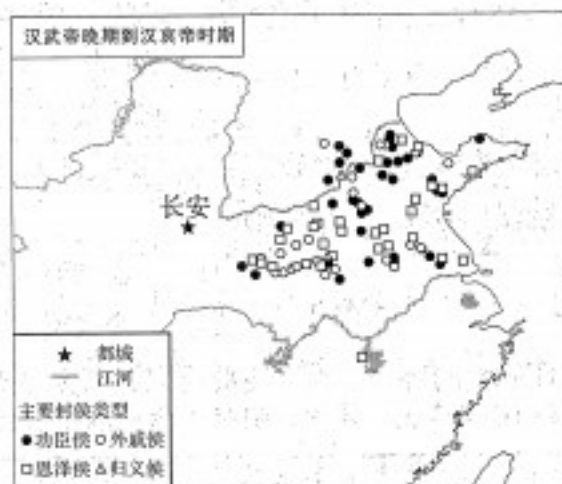 汉武帝晚期到汉哀帝时期
长安
★ 都城
— 江河
主要封侯类型
●功臣侯 ○外戚侯
□恩泽侯 △归义侯